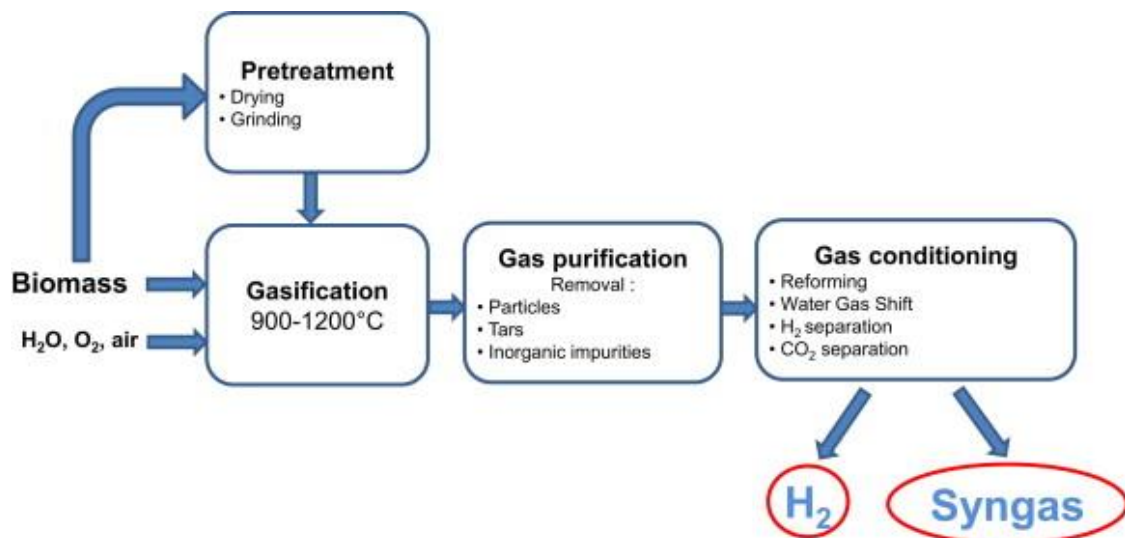 Pretreatment
• Drying
• Grinding
Biomass
H₂O, O₂, air
Gasification
900-1200°C
Gas purification
Removal :
• Particles
• Tars
• Inorganic impurities
Gas conditioning
• Reforming
• Water Gas Shift
• H₂ separation
• CO₂ separation
H₂
Syngas